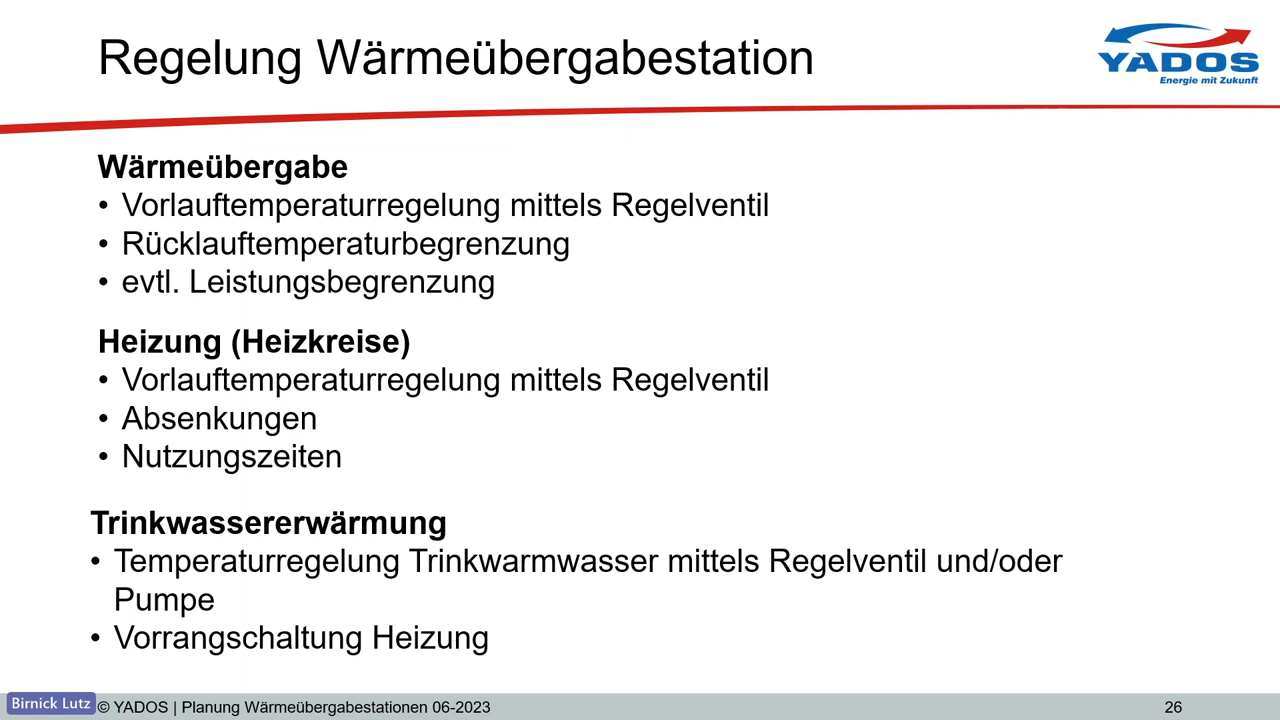 Regelung Wärmeübergabestation
YADOS
Energie mit Zukunft
Wärmeübergabe
• Vorlauftemperaturregelung mittels Regelventil
• Rücklauftemperaturbegrenzung
• evtl. Leistungsbegrenzung
Heizung (Heizkreise)
• Vorlauftemperaturregelung mittels Regelventil
• Absenkungen
• Nutzungszeiten
Trinkwassererwärmung
• Temperaturregelung Trinkwarmwasser mittels Regelventil und/oder
Pumpe
• Vorrangschaltung Heizung
Birnick Lutz
© YADOS | Planung Wärmeübergabestationen 06-2023
26